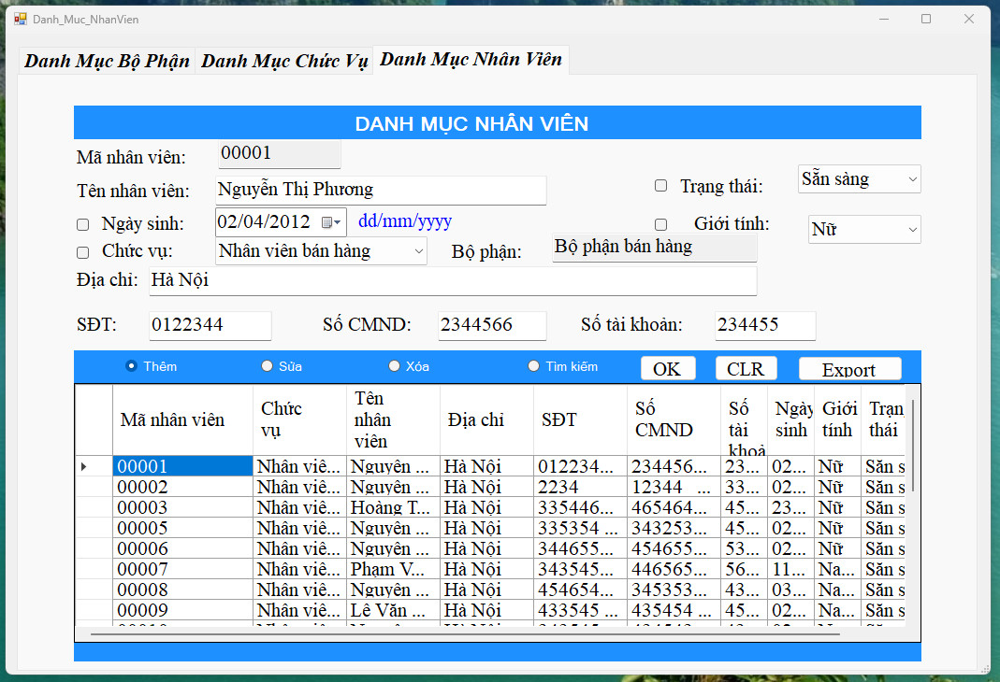 Danh_Muc_NhanVien
Danh Mục Bộ Phận Danh Mục Chức Vụ Danh Mục Nhân Viên
DANH MỤC NHÂN VIÊN
Mã nhân viên: 00001
Tên nhân viên: Nguyễn Thị Phương Trạng thái: Sẵn sàng
Ngày sinh: 02/04/2012 dd/mm/yyyy Giới tính: Nữ
Chức vụ: Nhân viên bán hàng Bộ phận: Bộ phận bán hàng
Địa chỉ: Hà Nội
SĐT: 0122344 Số CMND: 2344566 Số tài khoản: 234455
Thêm Sửa Xóa Tìm kiếm OK CLR Export
Mã nhân viên Chức vụ Tên nhân viên Địa chỉ SĐT Số CMND Số tài khoả Ngày sinh Giới tính Trạn thái
00001 Nhân viê... Nguyên ... Hà Nội 012234... 234456... 23... 02... Nữ Săn s
00002 Nhân viê... Nguyên ... Hà Nội 2234 12344 ... 33... 02... Nữ Săn s
00003 Nhân viê... Hoàng T... Hà Nội 335446... 465464... 45... 23... Nữ Săn s
00005 Nhân viê... Nguyên ... Hà Nội 335354 ... 343253... 45... 02... Nữ Săn s
00006 Nhân viê... Nguyên ... Hà Nội 344655... 454655... 53... 02... Nữ Săn s
00007 Nhân viê... Phạm V... Hà Nội 343545... 446565... 56... 11... Na... Săn s
00008 Nhân viê... Nguyên ... Hà Nội 454654... 345353... 43... 03... Na... Săn s
00009 Nhân viê... Lê Văn ... Hà Nội 433545 ... 435454 ... 45... 02... Na... Săn s